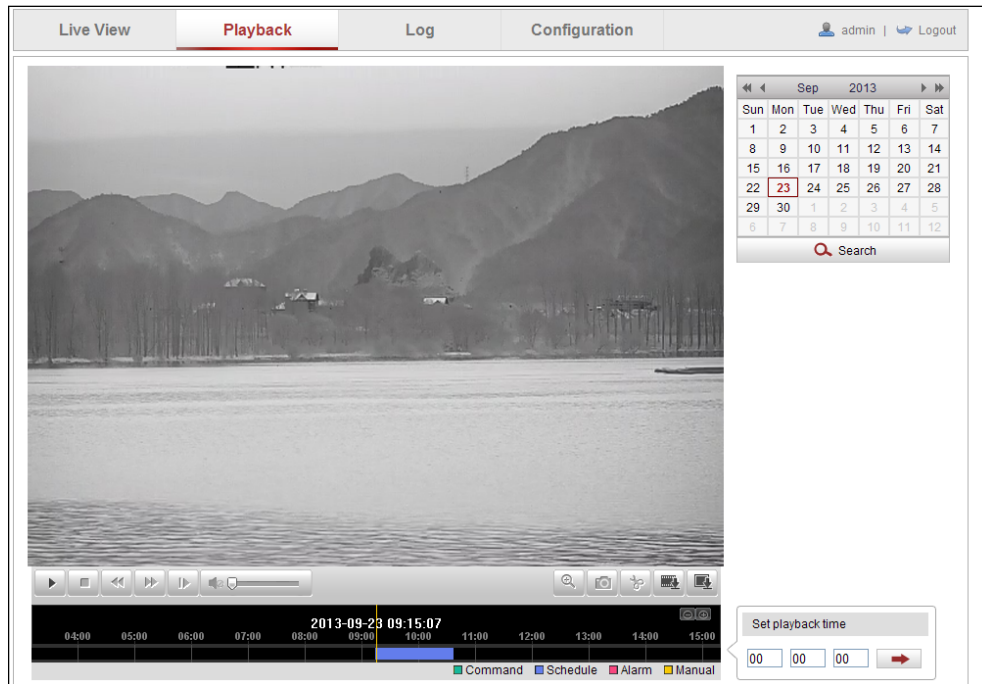 Live View Playback Log Configuration admin | Logout
Sep 2013
Sun Mon Tue Wed Thu Fri Sat
1 2 3 4 5 6 7
8 9 10 11 12 13 14
15 16 17 18 19 20 21
22 23 24 25 26 27 28
29 30 1 2 3 4 5
6 7 8 9 10 11 12
Search
2013-09-23 09:15:07
04:00 05:00 06:00 07:00 08:00 09:00 10:00 11:00 12:00 13:00 14:00 15:00
Command Schedule Alarm Manual
Set playback time
00 00 00